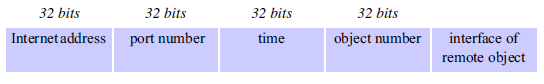 32 bits 32 bits 32 bits 32 bits
Internet address port number time object number interface of
remote object